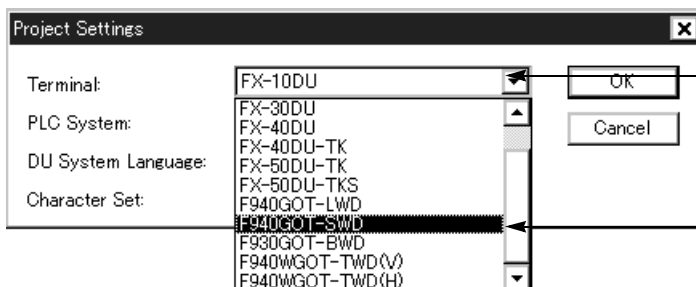 Project Settings
Terminal:
FX-10DU
OK
FX-30DU
FX-40DU
FX-40DU-TK
FX-50DU-TK
FX-50DU-TKS
F940GOT-LWD
F940GOT-SWD
F930GOT-BWD
F940WGOT-TWD(V)
F940WGOT-TWD(H)
PLC System:
DU System Language:
Character Set:
Cancel